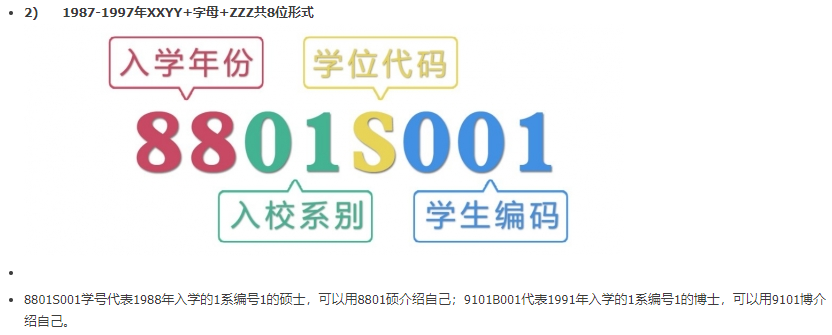 2) 1987-1997年XXYY+字母+ZZZ共8位形式
入学年份 学位代码
8801S001
入校系别 学生编码
8801S001学号代表1988年入学的1系编号1的硕士，可以用8801硕介绍自己；9101B001代表1991年入学的1系编号1的博士，可以用9101博介
绍自己。